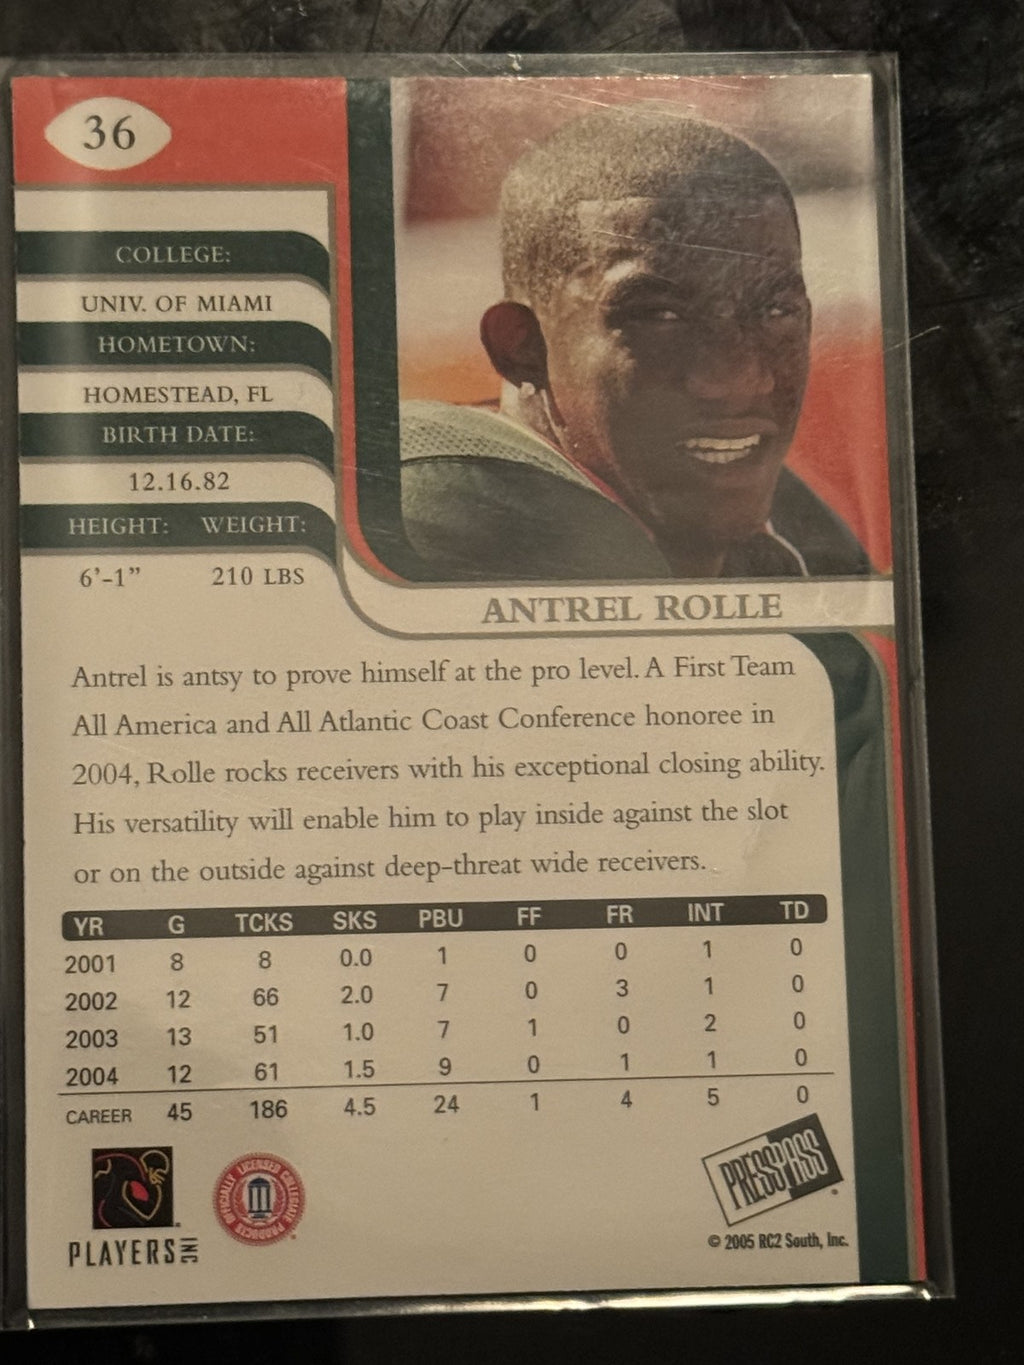 36
COLLEGE:
UNIV. OF MIAMI
HOMETOWN:
HOMESTEAD, FL
BIRTH DATE:
12.16.82
HEIGHT: WEIGHT:
6'-1" 210 LBS
ANTREL ROLLE
Antrel is antsy to prove himself at the pro level. A First Team
All America and All Atlantic Coast Conference honoree in
2004, Rolle rocks receivers with his exceptional closing ability.
His versatility will enable him to play inside against the slot
or on the outside against deep-threat wide receivers.
YR G TCKS SKS PBU FF FR INT TD
2001 8 8 0.0 1 0 0 1 0
2002 12 66 2.0 7 0 3 1 0
2003 13 51 1.0 7 1 0 2 0
2004 12 61 1.5 9 0 1 1 0
CAREER 45 186 4.5 24 1 4 5 0
PLAYERS INC
OFFICIALLY LICENSED COLLEGIATE PRODUCTS
PRESS PASS
© 2005 RC2 South, Inc.